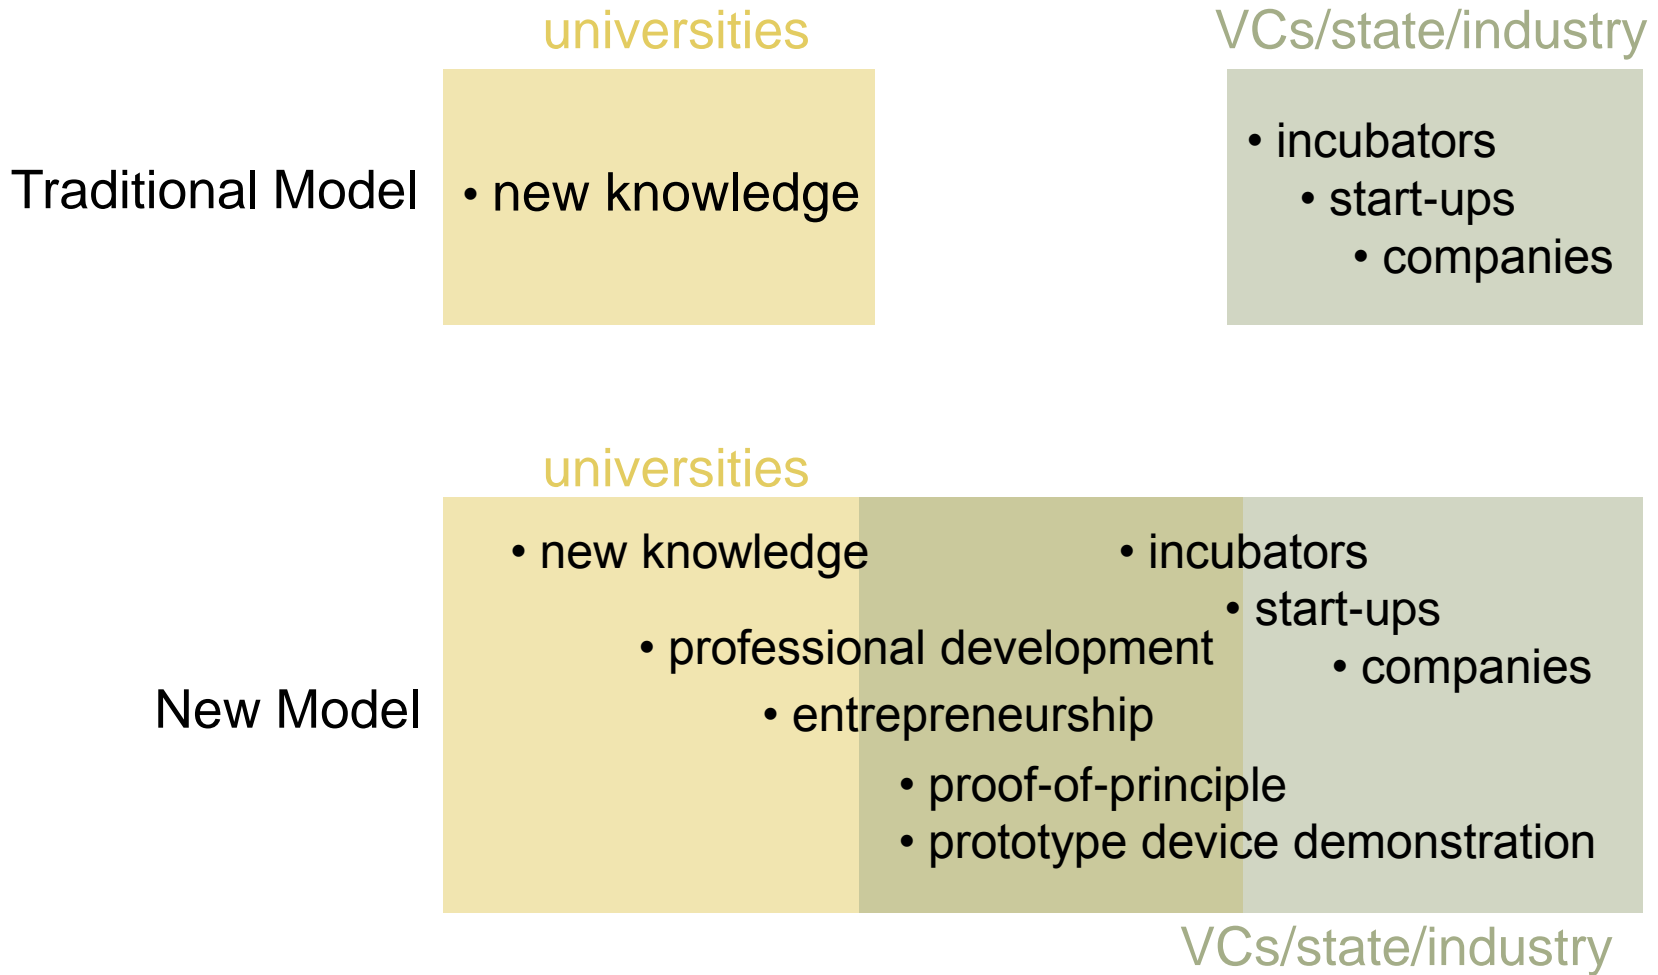 universities
VCs/state/industry
Traditional Model
• new knowledge
• incubators
• start-ups
• companies
universities
New Model
• new knowledge
• professional development
• entrepreneurship
• proof-of-principle
• prototype device demonstration
• incubators
• start-ups
• companies
VCs/state/industry